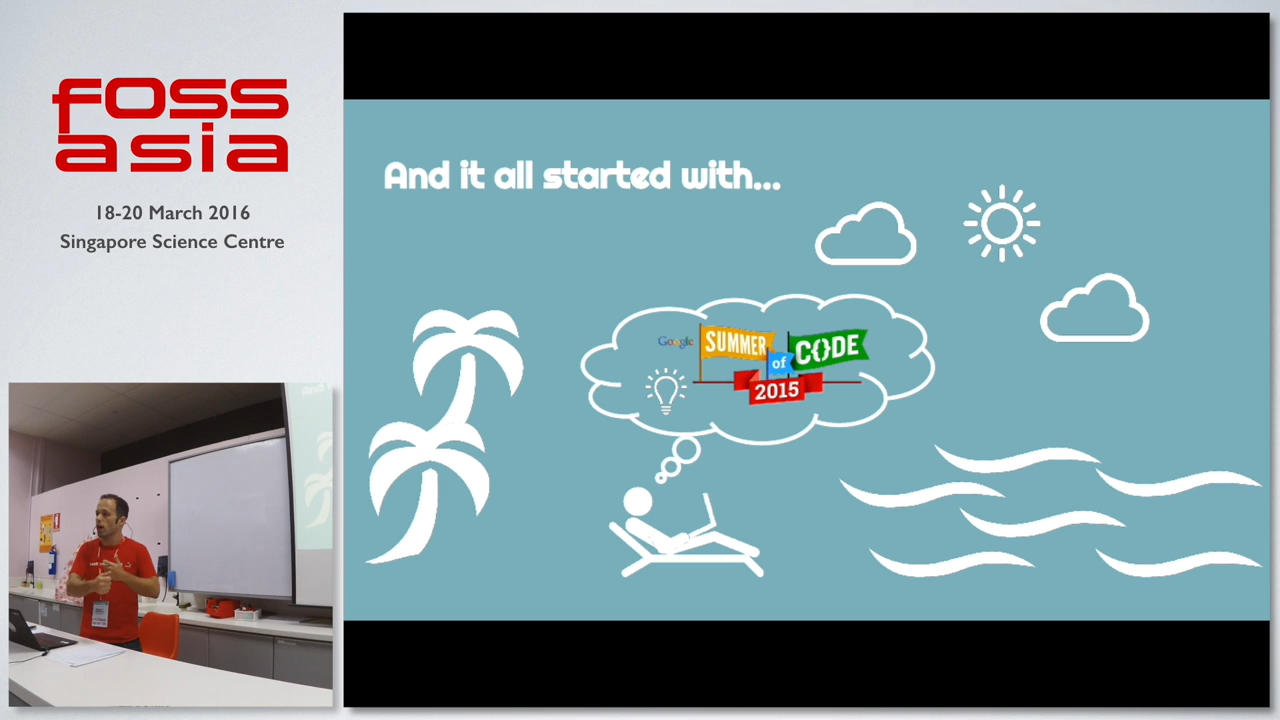 foss
asia
18-20 March 2016
Singapore Science Centre
And it all started with...
Google
SUMMER
of
CODE
2015